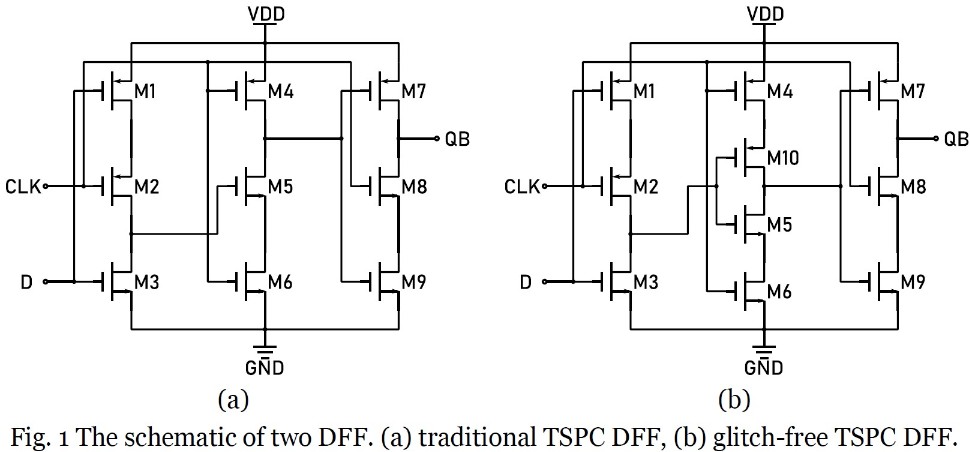 VDD
M1
M4
M7
QB
CLK
M2
M5
M8
D
M3
M6
M9
GND
(a)
VDD
M1
M4
M7
M10
QB
CLK
M2
M8
M5
D
M3
M6
M9
GND
(b)
Fig. 1 The schematic of two DFF. (a) traditional TSPC DFF, (b) glitch-free TSPC DFF.